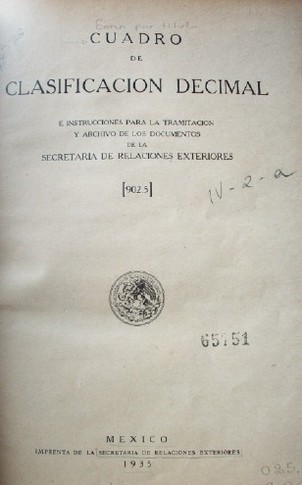 CUADRO
DE
CLASIFICACION DECIMAL
E INSTRUCCIONES PARA LA TRAMITACION
Y ARCHIVO DE LOS DOCUMENTOS
DE LA
SECRETARIA DE RELACIONES EXTERIORES
[902.5]
IV-2-a
65151
MEXICO
IMPRENTA DE LA SECRETARIA DE RELACIONES EXTERIORES
1935
025.